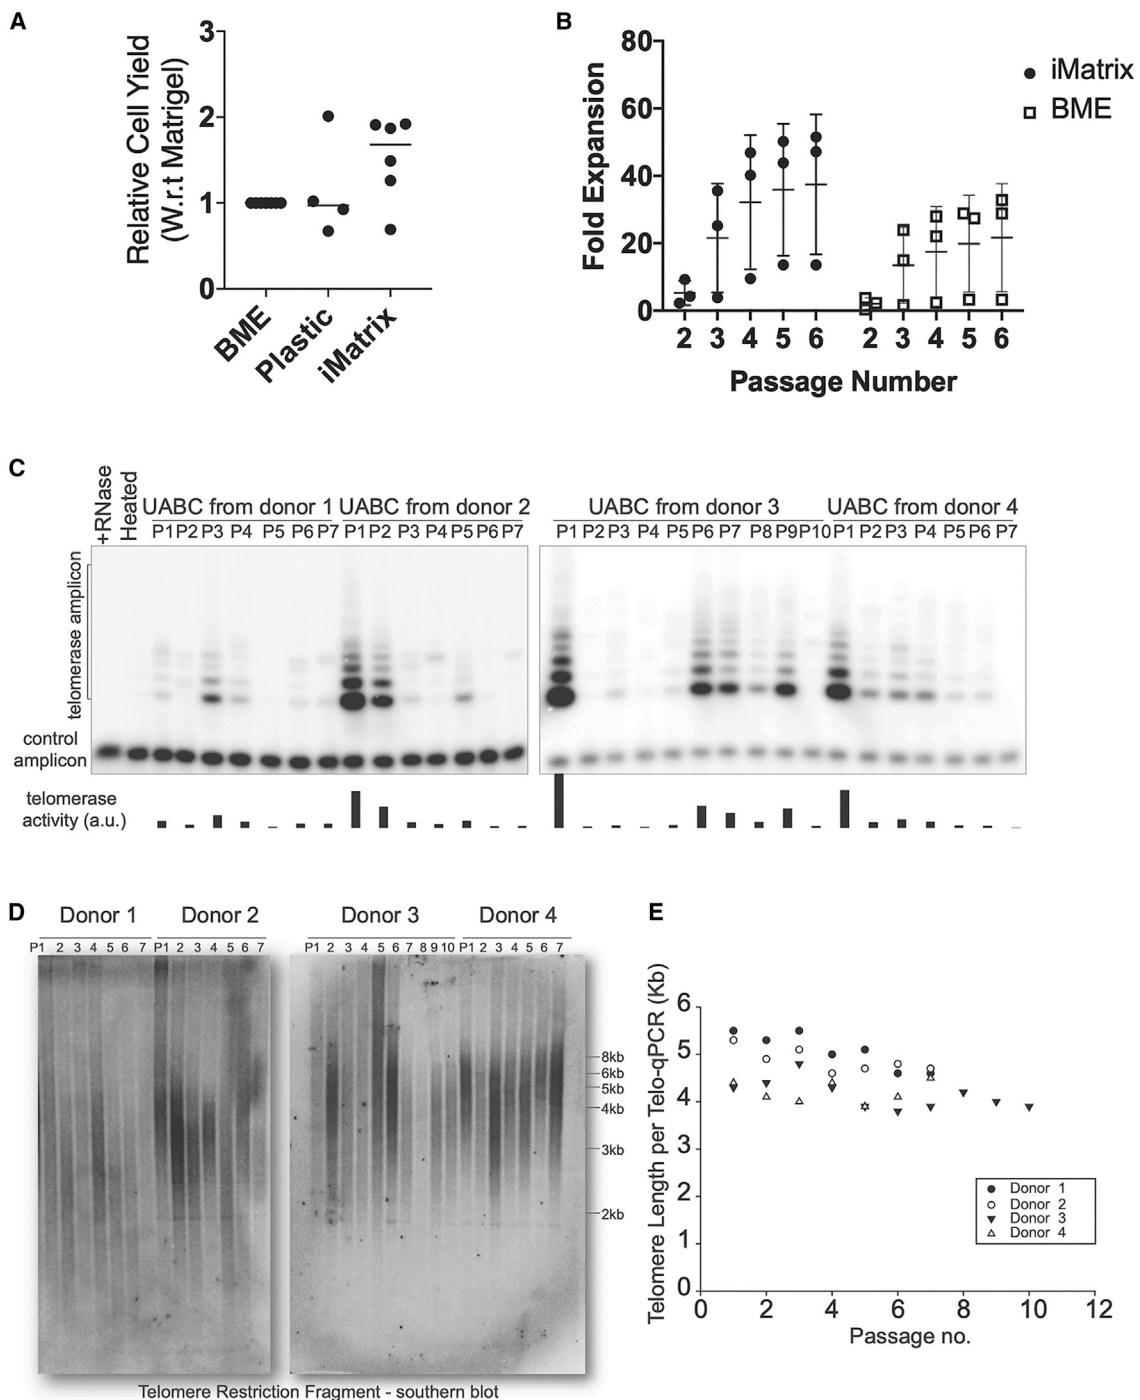 A
Relative Cell Yield
(W.r.t Matrigel)
3
2
1
0
BME
Plastic
iMatrix
B
Fold Expansion
80
60
40
20
0
2 3 4 5 6 2 3 4 5 6
Passage Number
iMatrix
BME
C
+RNase
Heated
UABC from donor 1 UABC from donor 2 UABC from donor 3 UABC from donor 4
P1 P2 P3 P4 P5 P6 P7 P1 P2 P3 P4 P5 P6 P7 P1 P2 P3 P4 P5 P6 P7 P8 P9 P10 P1 P2 P3 P4 P5 P6 P7
telomerase amplicon
control
amplicon
telomerase
activity (a.u.)
D
Donor 1 Donor 2 Donor 3 Donor 4
P1 2 3 4 5 6 7 P1 2 3 4 5 6 7 P1 2 3 4 5 6 7 8 9 10 P1 2 3 4 5 6 7
8kb
6kb
5kb
4kb
3kb
2kb
Telomere Restriction Fragment - southern blot
E
Telomere Length per Telo-qPCR (Kb)
6
5
4
3
2
1
0
0 2 4 6 8 10 12
Passage no.
Donor 1
Donor 2
Donor 3
Donor 4